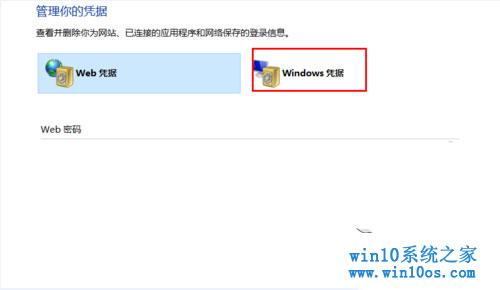 管理你的凭据
查看并删除你为网站、已连接的应用程序和网络保存的登录信息。
Web 凭据
Windows 凭据
Web 密码
win10系统之家
www.win10os.com